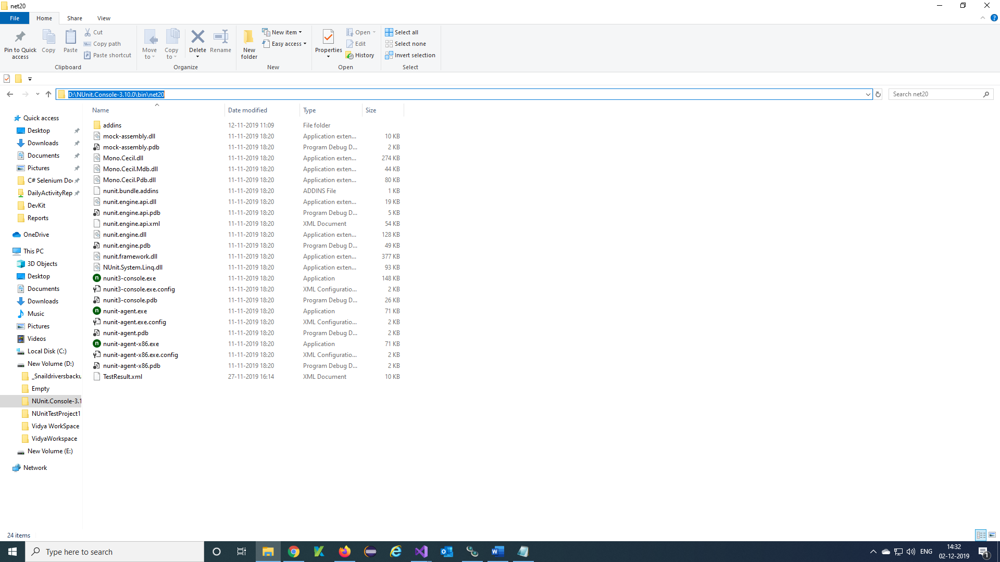 net20
File
Home
Share
View
Pin to Quick access
Copy
Paste
Cut
Copy path
Paste shortcut
Clipboard
Move to
Copy to
Delete
Rename
Organize
New folder
New item
Easy access
New
Properties
Open
Edit
History
Open
Select all
Select none
Invert selection
Select
D:\NUnit.Console-3.10.0\bin\net20
Search net20
Name Date modified Type Size
Quick access
Desktop
Downloads
Documents
Pictures
C# Selenium Do
DailyActivityRep
DevKit
Reports
OneDrive
This PC
3D Objects
Desktop
Documents
Downloads
Music
Pictures
Videos
Local Disk (C:)
New Volume (D:)
_Snaildriversbacku
Empty
NUnit.Console-3.1
NUnitTestProject1
Vidya WorkSpace
VidyaWorkspace
New Volume (E:)
Network
addins 12-11-2019 11:09 File folder
mock-assembly.dll 11-11-2019 18:20 Application exten... 10 KB
mock-assembly.pdb 11-11-2019 18:20 Program Debug D... 2 KB
Mono.Cecil.dll 11-11-2019 18:20 Application exten... 274 KB
Mono.Cecil.Mdb.dll 11-11-2019 18:20 Application exten... 44 KB
Mono.Cecil.Pdb.dll 11-11-2019 18:20 Application exten... 80 KB
nunit.bundle.addins 11-11-2019 18:20 ADDINS File 1 KB
nunit.engine.api.dll 11-11-2019 18:20 Application exten... 19 KB
nunit.engine.api.pdb 11-11-2019 18:20 Program Debug D... 5 KB
nunit.engine.api.xml 11-11-2019 18:20 XML Document 54 KB
nunit.engine.dll 11-11-2019 18:20 Application exten... 128 KB
nunit.engine.pdb 11-11-2019 18:20 Program Debug D... 49 KB
nunit.framework.dll 11-11-2019 18:20 Application exten... 377 KB
NUnit.System.Linq.dll 11-11-2019 18:20 Application exten... 93 KB
nunit3-console.exe 11-11-2019 18:20 Application 148 KB
nunit3-console.exe.config 11-11-2019 18:20 XML Configuratio... 2 KB
nunit3-console.pdb 11-11-2019 18:20 Program Debug D... 26 KB
nunit-agent.exe 11-11-2019 18:20 Application 71 KB
nunit-agent.exe.config 11-11-2019 18:20 XML Configuratio... 2 KB
nunit-agent.pdb 11-11-2019 18:20 Program Debug D... 2 KB
nunit-agent-x86.exe 11-11-2019 18:20 Application 71 KB
nunit-agent-x86.exe.config 11-11-2019 18:20 XML Configuratio... 2 KB
nunit-agent-x86.pdb 11-11-2019 18:20 Program Debug D... 2 KB
TestResult.xml 27-11-2019 16:14 XML Document 10 KB
24 items
Type here to search
ENG
14:32
02-12-2019
1